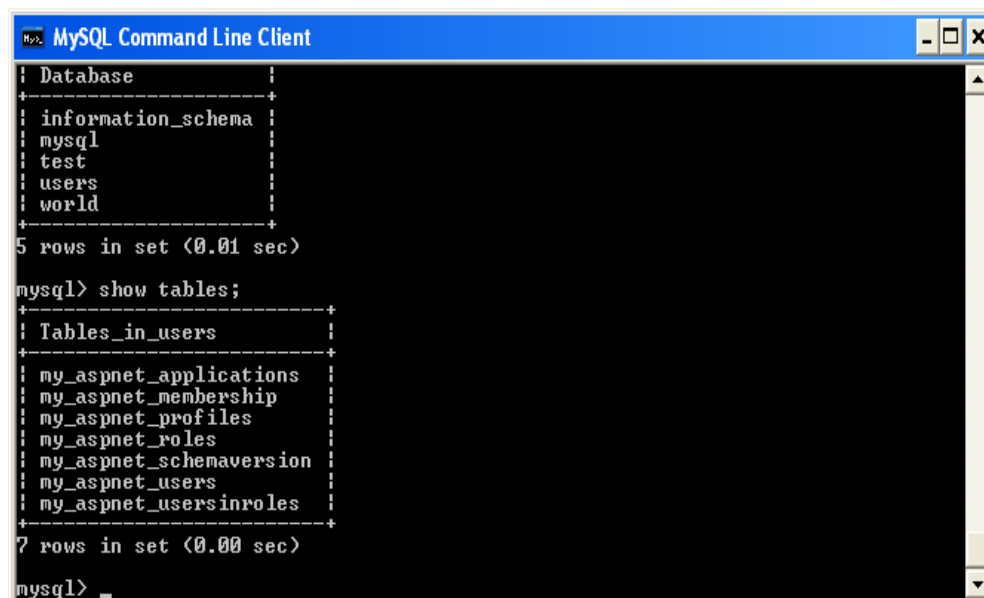 MySQL Command Line Client
| Database           |
+--------------------+
| information_schema |
| mysql              |
| test               |
| users              |
| world              |
+--------------------+
5 rows in set (0.01 sec)
mysql> show tables;
+-------------------------+
| Tables_in_users         |
+-------------------------+
| my_aspnet_applications  |
| my_aspnet_membership    |
| my_aspnet_profiles      |
| my_aspnet_roles         |
| my_aspnet_schemaversion |
| my_aspnet_users         |
| my_aspnet_usersinroles  |
+-------------------------+
7 rows in set (0.00 sec)
mysql> _